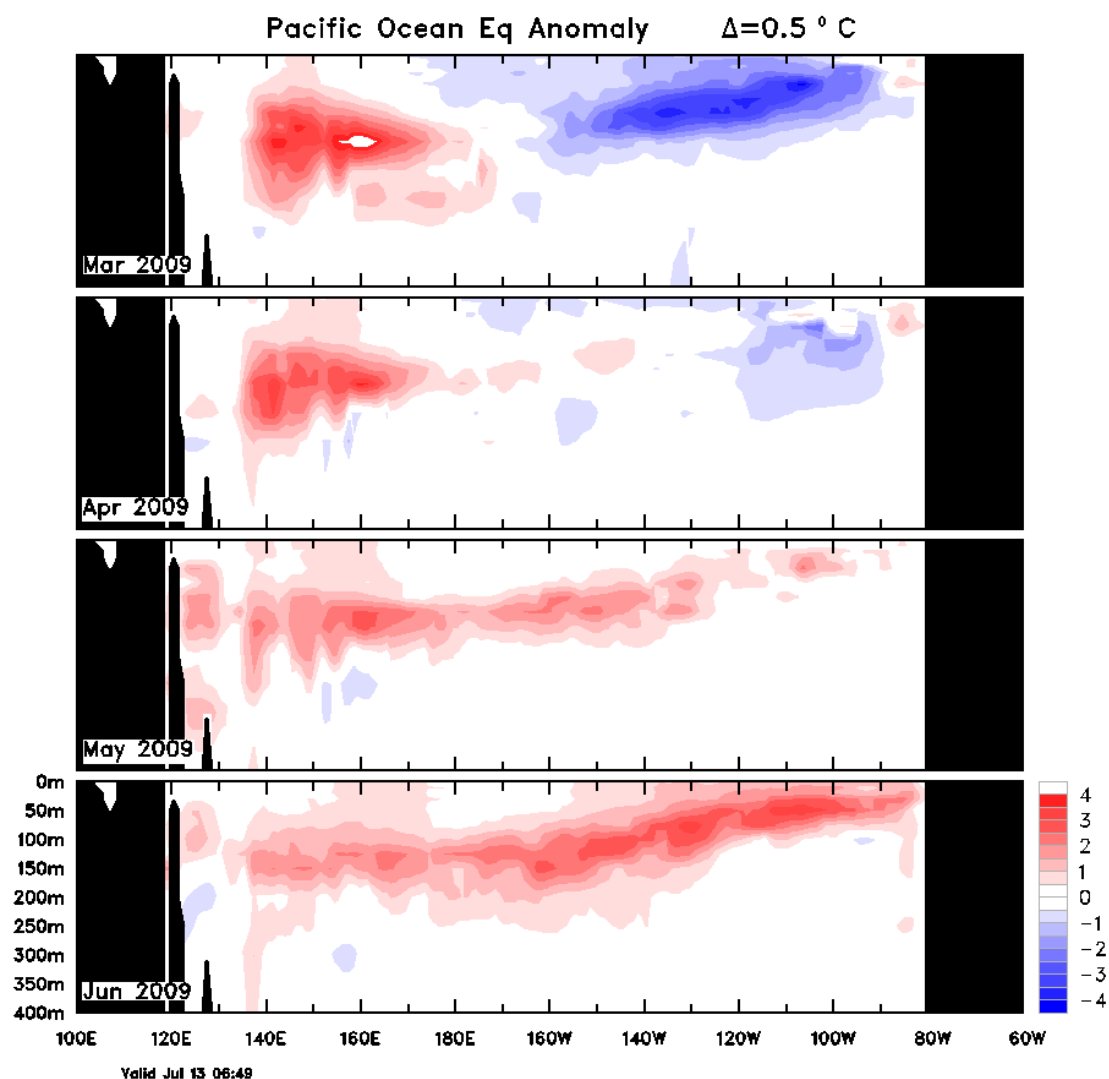 Pacific Ocean Eq Anomaly Δ=0.5 ° C
Mar 2009
Apr 2009
May 2009
0m
50m
100m
150m
200m
250m
300m
350m
400m
Jun 2009
4
3
2
1
0
-1
-2
-3
-4
100E 120E 140E 160E 180E 160W 140W 120W 100W 80W 60W
Valid Jul 13 06:49